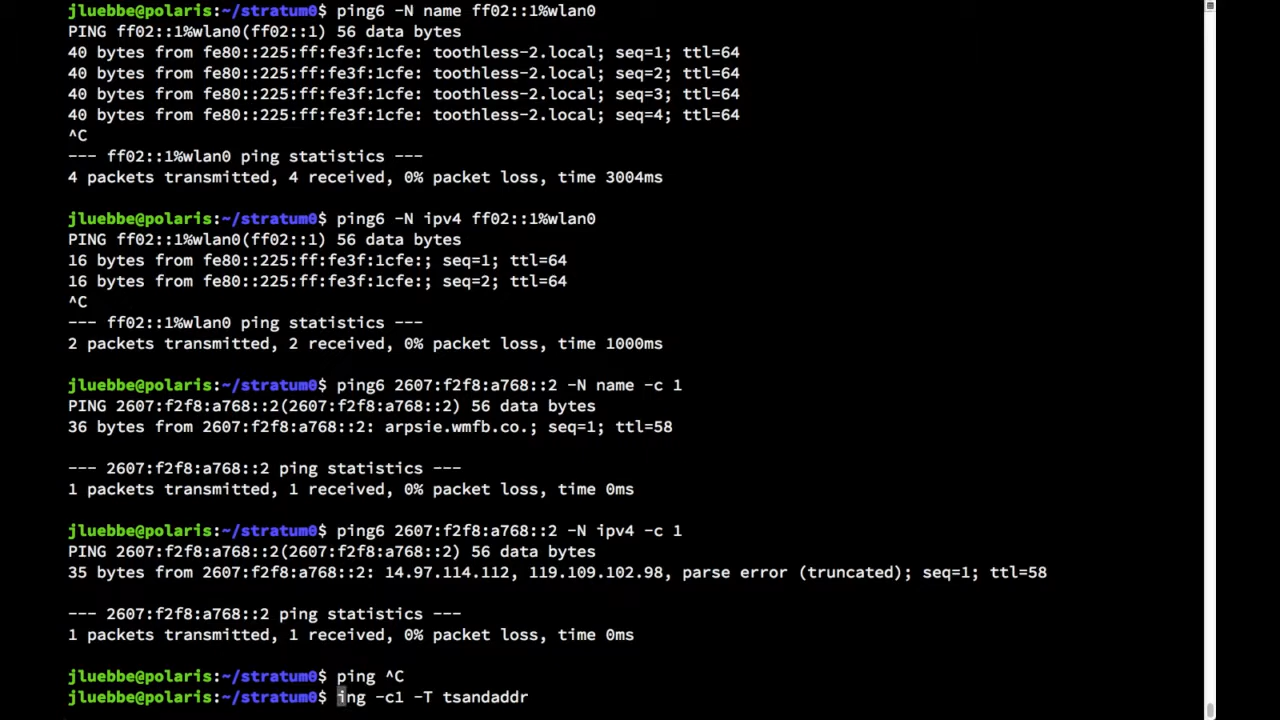 jluebbe@polaris:~/stratum0$ ping6 -N name ff02::1%wlan0
PING ff02::1%wlan0(ff02::1) 56 data bytes
40 bytes from fe80::225:ff:fe3f:1cfe: toothless-2.local; seq=1; ttl=64
40 bytes from fe80::225:ff:fe3f:1cfe: toothless-2.local; seq=2; ttl=64
40 bytes from fe80::225:ff:fe3f:1cfe: toothless-2.local; seq=3; ttl=64
40 bytes from fe80::225:ff:fe3f:1cfe: toothless-2.local; seq=4; ttl=64
^C
--- ff02::1%wlan0 ping statistics ---
4 packets transmitted, 4 received, 0% packet loss, time 3004ms
jluebbe@polaris:~/stratum0$ ping6 -N ipv4 ff02::1%wlan0
PING ff02::1%wlan0(ff02::1) 56 data bytes
16 bytes from fe80::225:ff:fe3f:1cfe:; seq=1; ttl=64
16 bytes from fe80::225:ff:fe3f:1cfe:; seq=2; ttl=64
^C
--- ff02::1%wlan0 ping statistics ---
2 packets transmitted, 2 received, 0% packet loss, time 1000ms
jluebbe@polaris:~/stratum0$ ping6 2607:f2f8:a768::2 -N name -c 1
PING 2607:f2f8:a768::2(2607:f2f8:a768::2) 56 data bytes
36 bytes from 2607:f2f8:a768::2: arpsie.wmfb.co.; seq=1; ttl=58
--- 2607:f2f8:a768::2 ping statistics ---
1 packets transmitted, 1 received, 0% packet loss, time 0ms
jluebbe@polaris:~/stratum0$ ping6 2607:f2f8:a768::2 -N ipv4 -c 1
PING 2607:f2f8:a768::2(2607:f2f8:a768::2) 56 data bytes
35 bytes from 2607:f2f8:a768::2: 14.97.114.112, 119.109.102.98, parse error (truncated); seq=1; ttl=58
--- 2607:f2f8:a768::2 ping statistics ---
1 packets transmitted, 1 received, 0% packet loss, time 0ms
jluebbe@polaris:~/stratum0$ ping ^C
jluebbe@polaris:~/stratum0$ ing -c1 -T tsandaddr